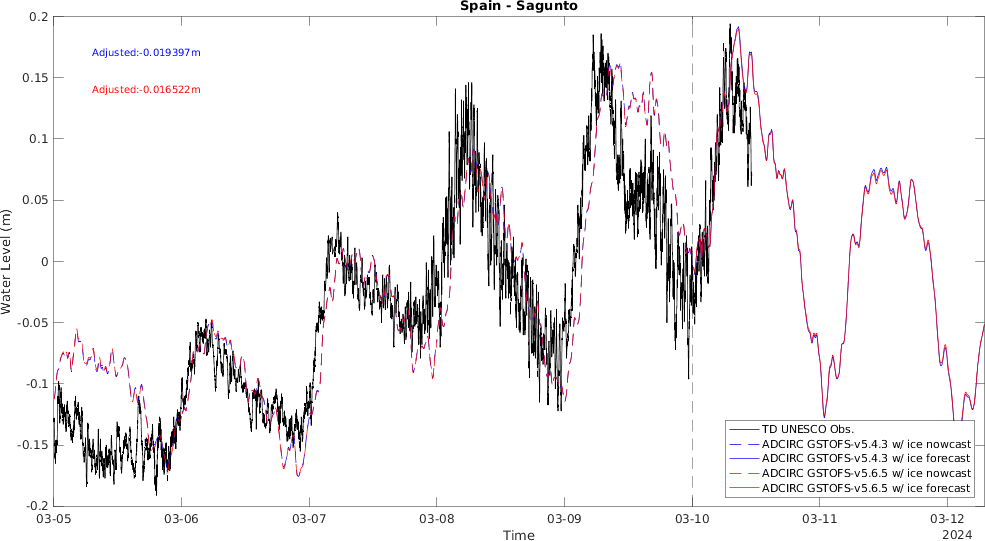 Spain - Sagunto
0.2
0.15
0.1
0.05
0
-0.05
-0.1
-0.15
-0.2
Water Level (m)
Adjusted:-0.019397m
Adjusted:-0.016522m
TD UNESCO Obs.
ADCIRC GSTOFS-v5.4.3 w/ ice nowcast
ADCIRC GSTOFS-v5.4.3 w/ ice forecast
ADCIRC GSTOFS-v5.6.5 w/ ice nowcast
ADCIRC GSTOFS-v5.6.5 w/ ice forecast
03-05 03-06 03-07 03-08 03-09 03-10 03-11 03-12
Time
2024